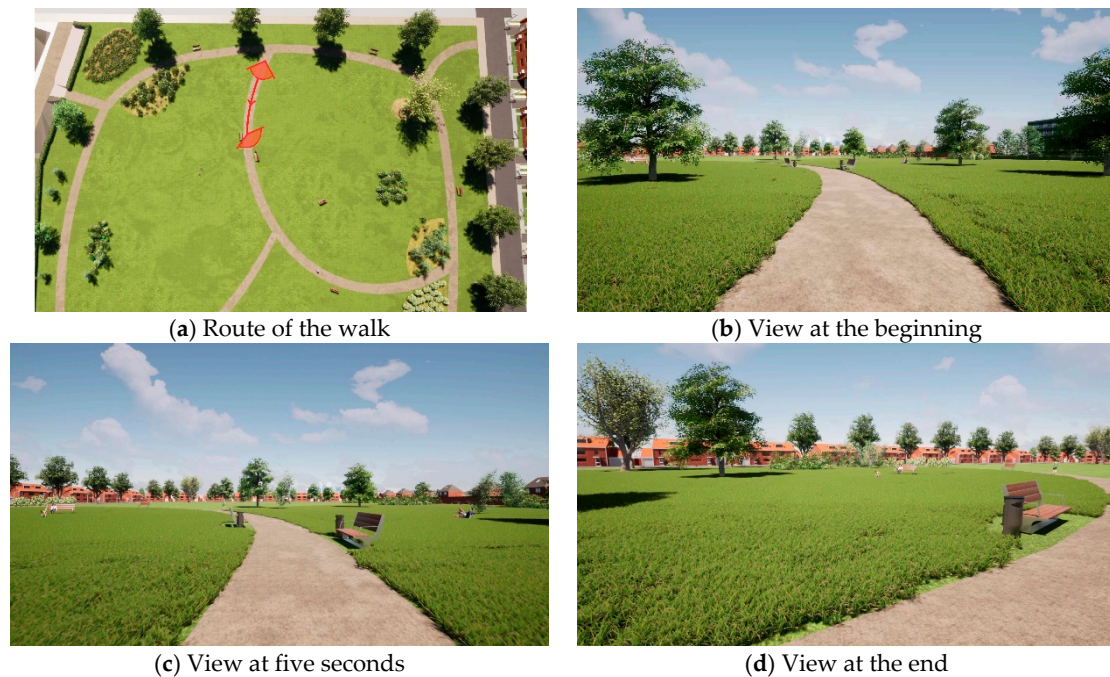 (a) Route of the walk
(b) View at the beginning
(c) View at five seconds
(d) View at the end